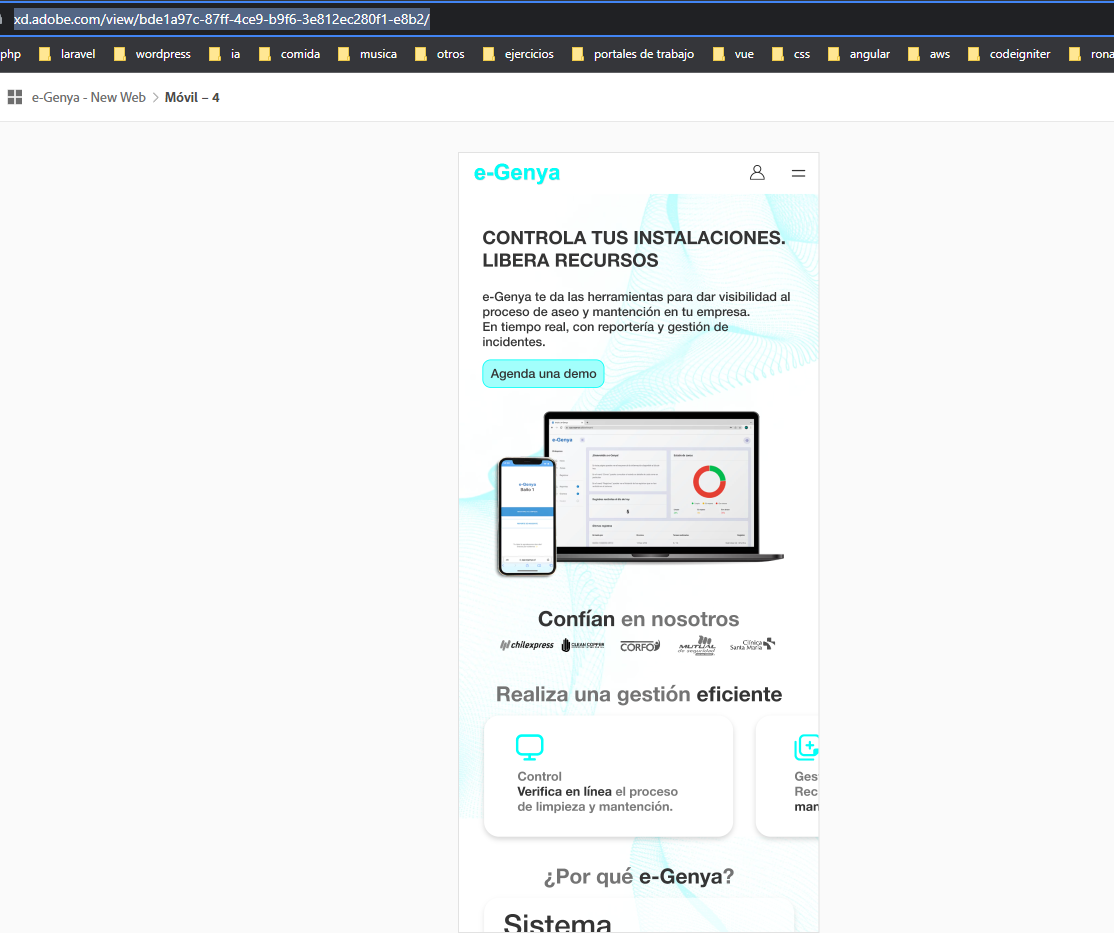 xd.adobe.com/view/bde1a97c-87ff-4ce9-b9f6-3e812ec280f1-e8b2/
php laravel wordpress ia comida musica otros ejercicios portales de trabajo vue css angular aws codeigniter rona
e-Genya - New Web > Móvil – 4
e-Genya
CONTROLA TUS INSTALACIONES.
LIBERA RECURSOS
e-Genya te da las herramientas para dar visibilidad al
proceso de aseo y mantención en tu empresa.
En tiempo real, con reportería y gestión de
incidentes.
Agenda una demo
e-Genya
e-Genya
Baño 1
Confían en nosotros
chilexpress CLEAN COPPER CORFO MUTUAL de seguridad Clínica Santa María
Realiza una gestión eficiente
Control
Verifica en línea el proceso
de limpieza y mantención.
Ges
Rec
man
¿Por qué e-Genya?
Sistema